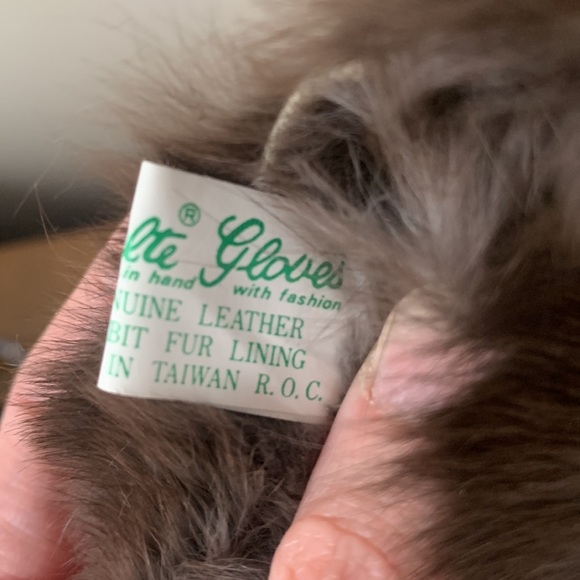 lte® Gloves
in hand with fashion
NUINE LEATHER
BIT FUR LINING
IN TAIWAN R.O.C.